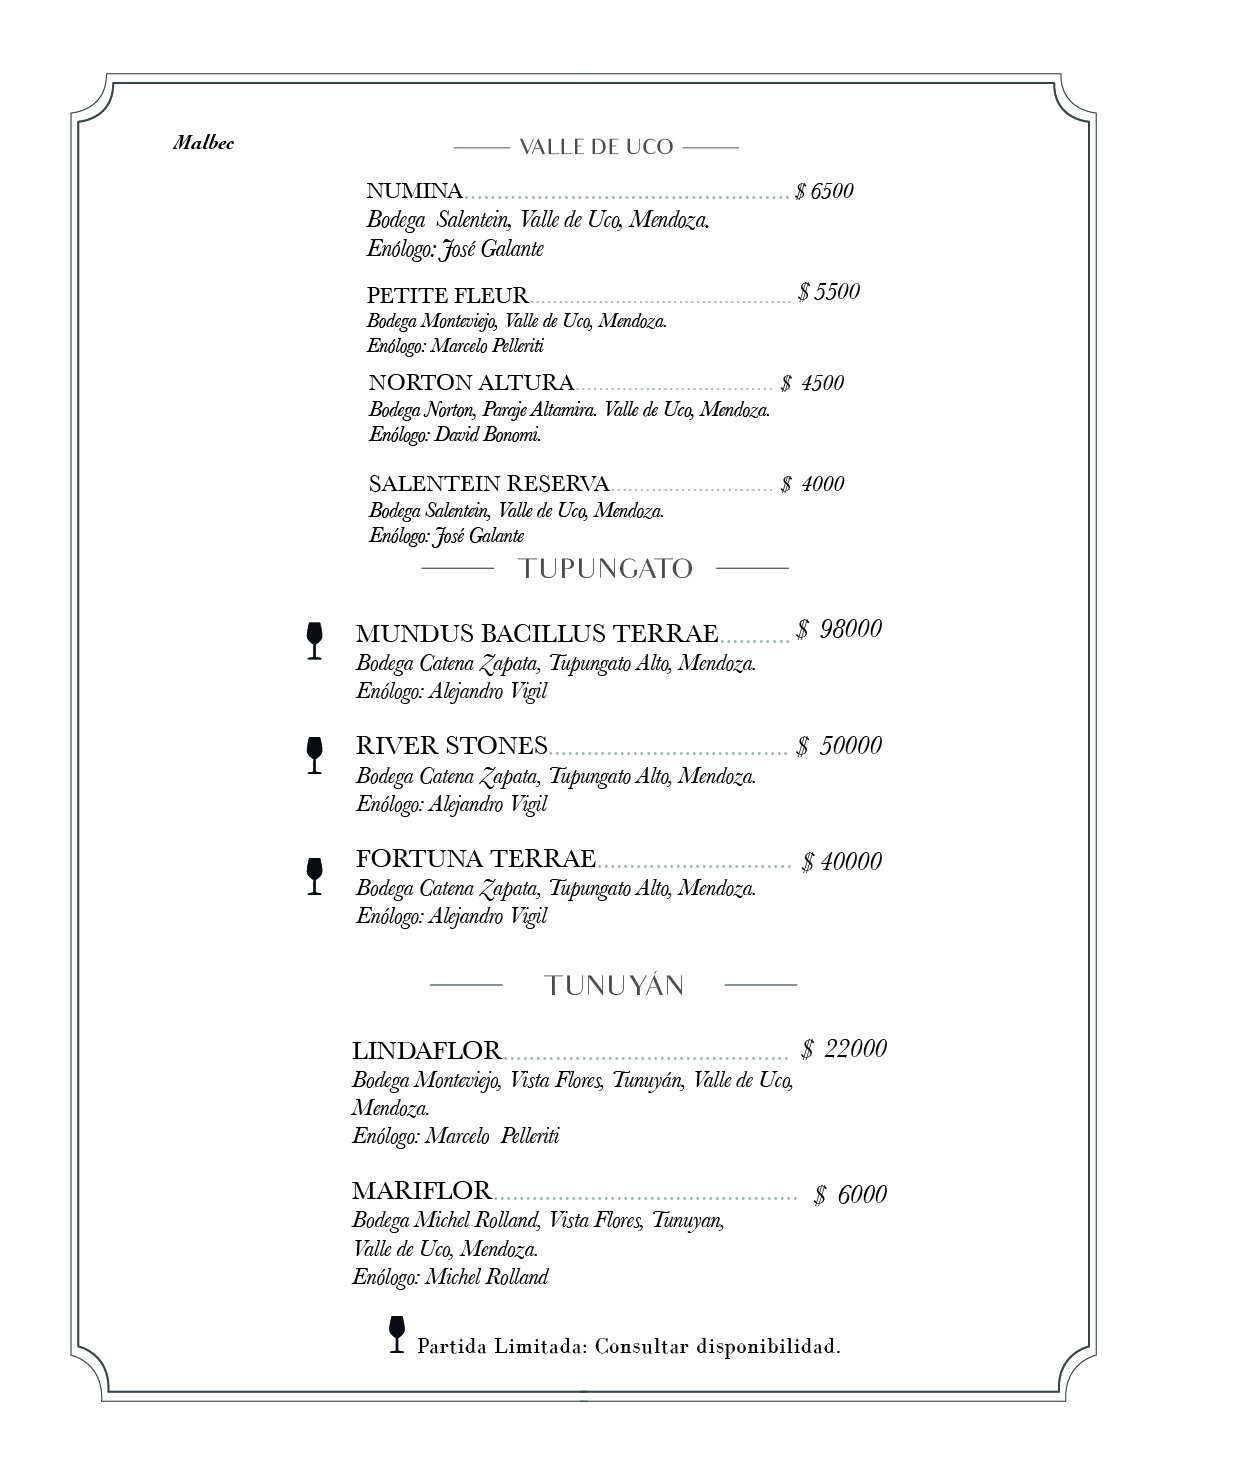 Malbec
VALLE DE UCO
NUMINA........................................................ $ 6500
Bodega Salentein, Valle de Uco, Mendoza.
Enólogo: José Galante
PETITE FLEUR........................................................ $ 5500
Bodega Monteviejo, Valle de Uco, Mendoza.
Enólogo: Marcelo Pelleriti
NORTON ALTURA........................................ $ 4500
Bodega Norton, Paraje Altamira. Valle de Uco, Mendoza.
Enólogo: David Bonomi.
SALENTEIN RESERVA................................ $ 4000
Bodega Salentein, Valle de Uco, Mendoza.
Enólogo: José Galante
TUPUNGATO
MUNDUS BACILLUS TERRAE........... $ 98000
Bodega Catena Zapata, Tupungato Alto, Mendoza.
Enólogo: Alejandro Vigil
RIVER STONES........................................ $ 50000
Bodega Catena Zapata, Tupungato Alto, Mendoza.
Enólogo: Alejandro Vigil
FORTUNA TERRAE................................ $ 40000
Bodega Catena Zapata, Tupungato Alto, Mendoza.
Enólogo: Alejandro Vigil
TUNUYÁN
LINDAFLOR................................................ $ 22000
Bodega Monteviejo, Vista Flores, Tunuyán, Valle de Uco,
Mendoza.
Enólogo: Marcelo Pelleriti
MARIFLOR.................................................. $ 6000
Bodega Michel Rolland, Vista Flores, Tunuyan,
Valle de Uco, Mendoza.
Enólogo: Michel Rolland
Partida Limitada: Consultar disponibilidad.